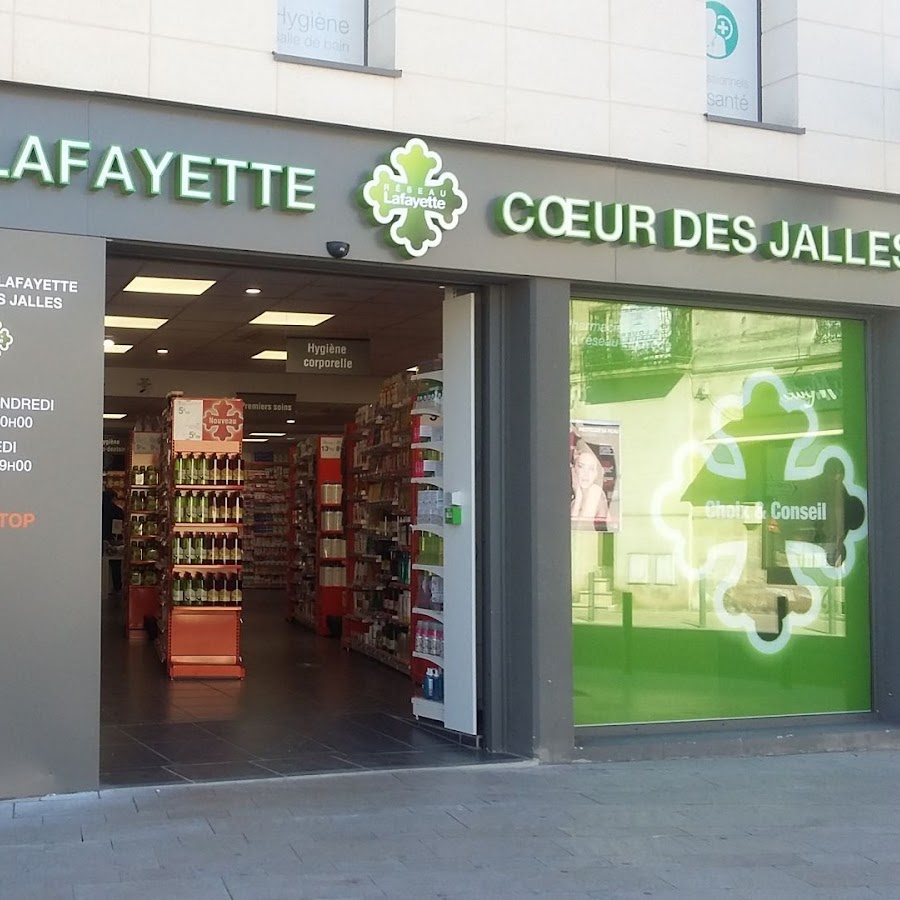 Hygiène
salle de bain
santé
LAFAYETTE
RÉSEAU
Lafayette
CŒUR DES JALLES
LAFAYETTE
S JALLES
NDREDI
0H00
EDI
9H00
TOP
Hygiène
corporelle
Premiers soins
Hygiène
Nouveau
Choix & Conseil